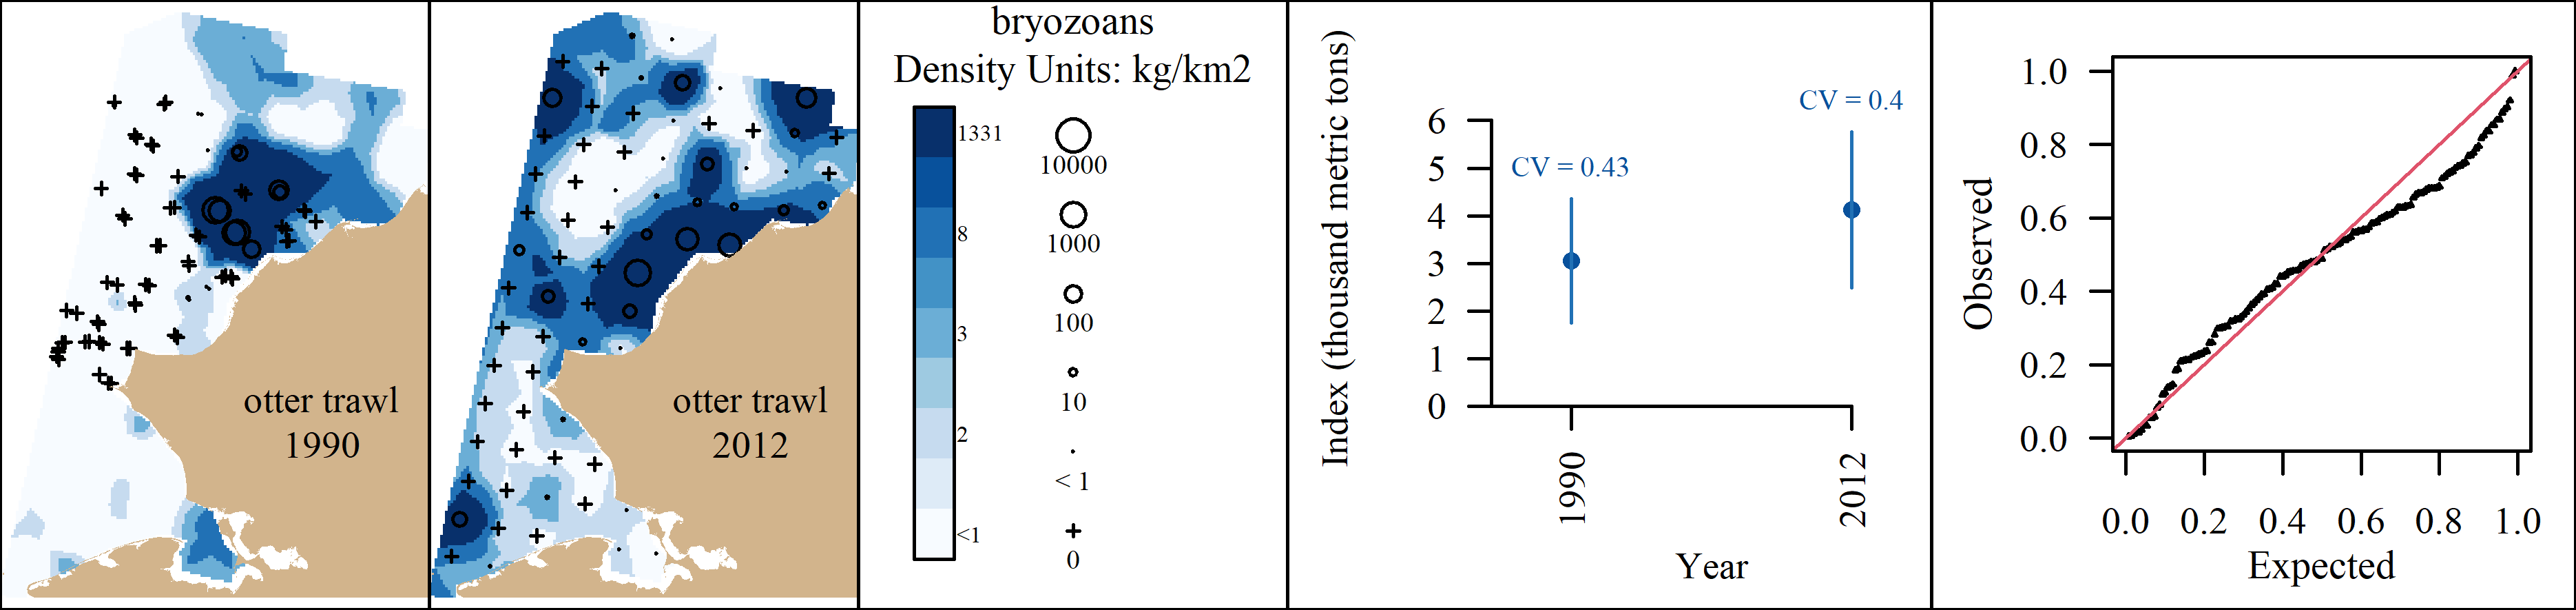 otter trawl
1990
otter trawl
2012
bryozoans
Density Units: kg/km2
1331
8
3
2
<1
10000
1000
100
10
< 1
0
Index (thousand metric tons)
6
5
4
3
2
1
0
CV = 0.43
CV = 0.4
1990
2012
Year
Observed
1.0
0.8
0.6
0.4
0.2
0.0
0.0 0.2 0.4 0.6 0.8 1.0
Expected